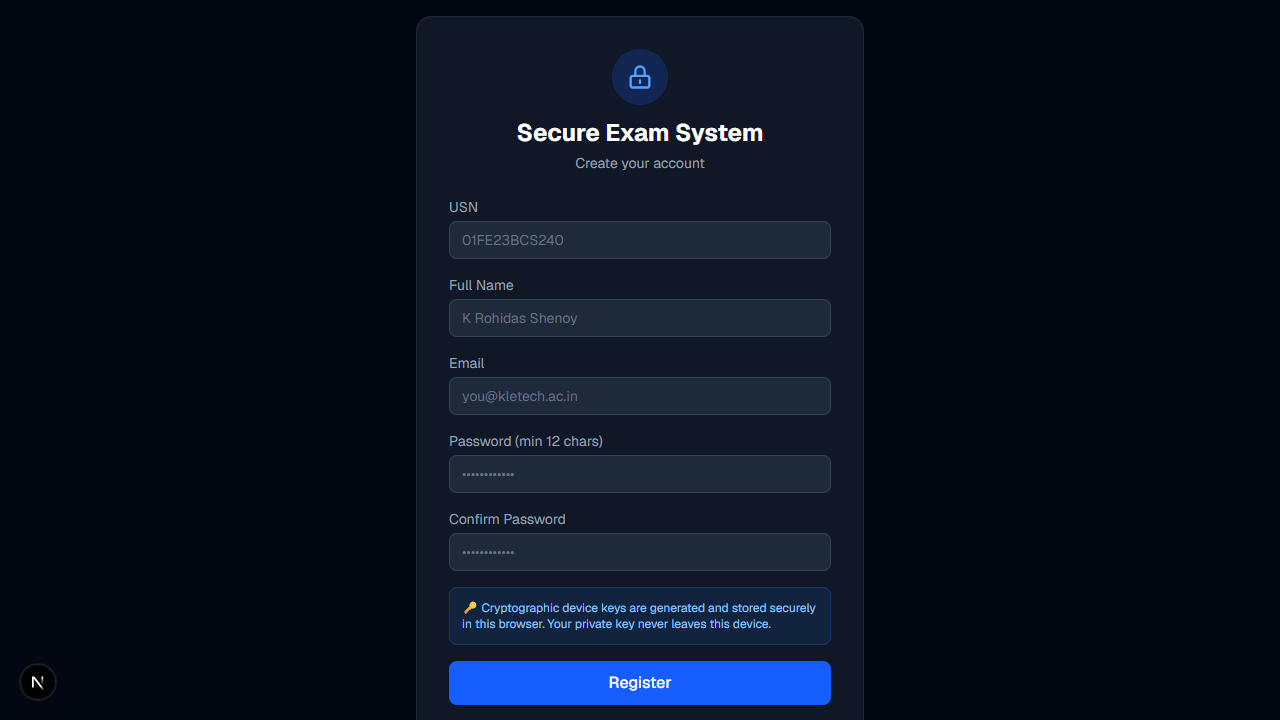 Secure Exam System
Create your account
USN
01FE23BCS240
Full Name
K Rohidas Shenoy
Email
you@kletech.ac.in
Password (min 12 chars)
••••••••••••
Confirm Password
••••••••••••
🔑 Cryptographic device keys are generated and stored securely
in this browser. Your private key never leaves this device.
Register
N